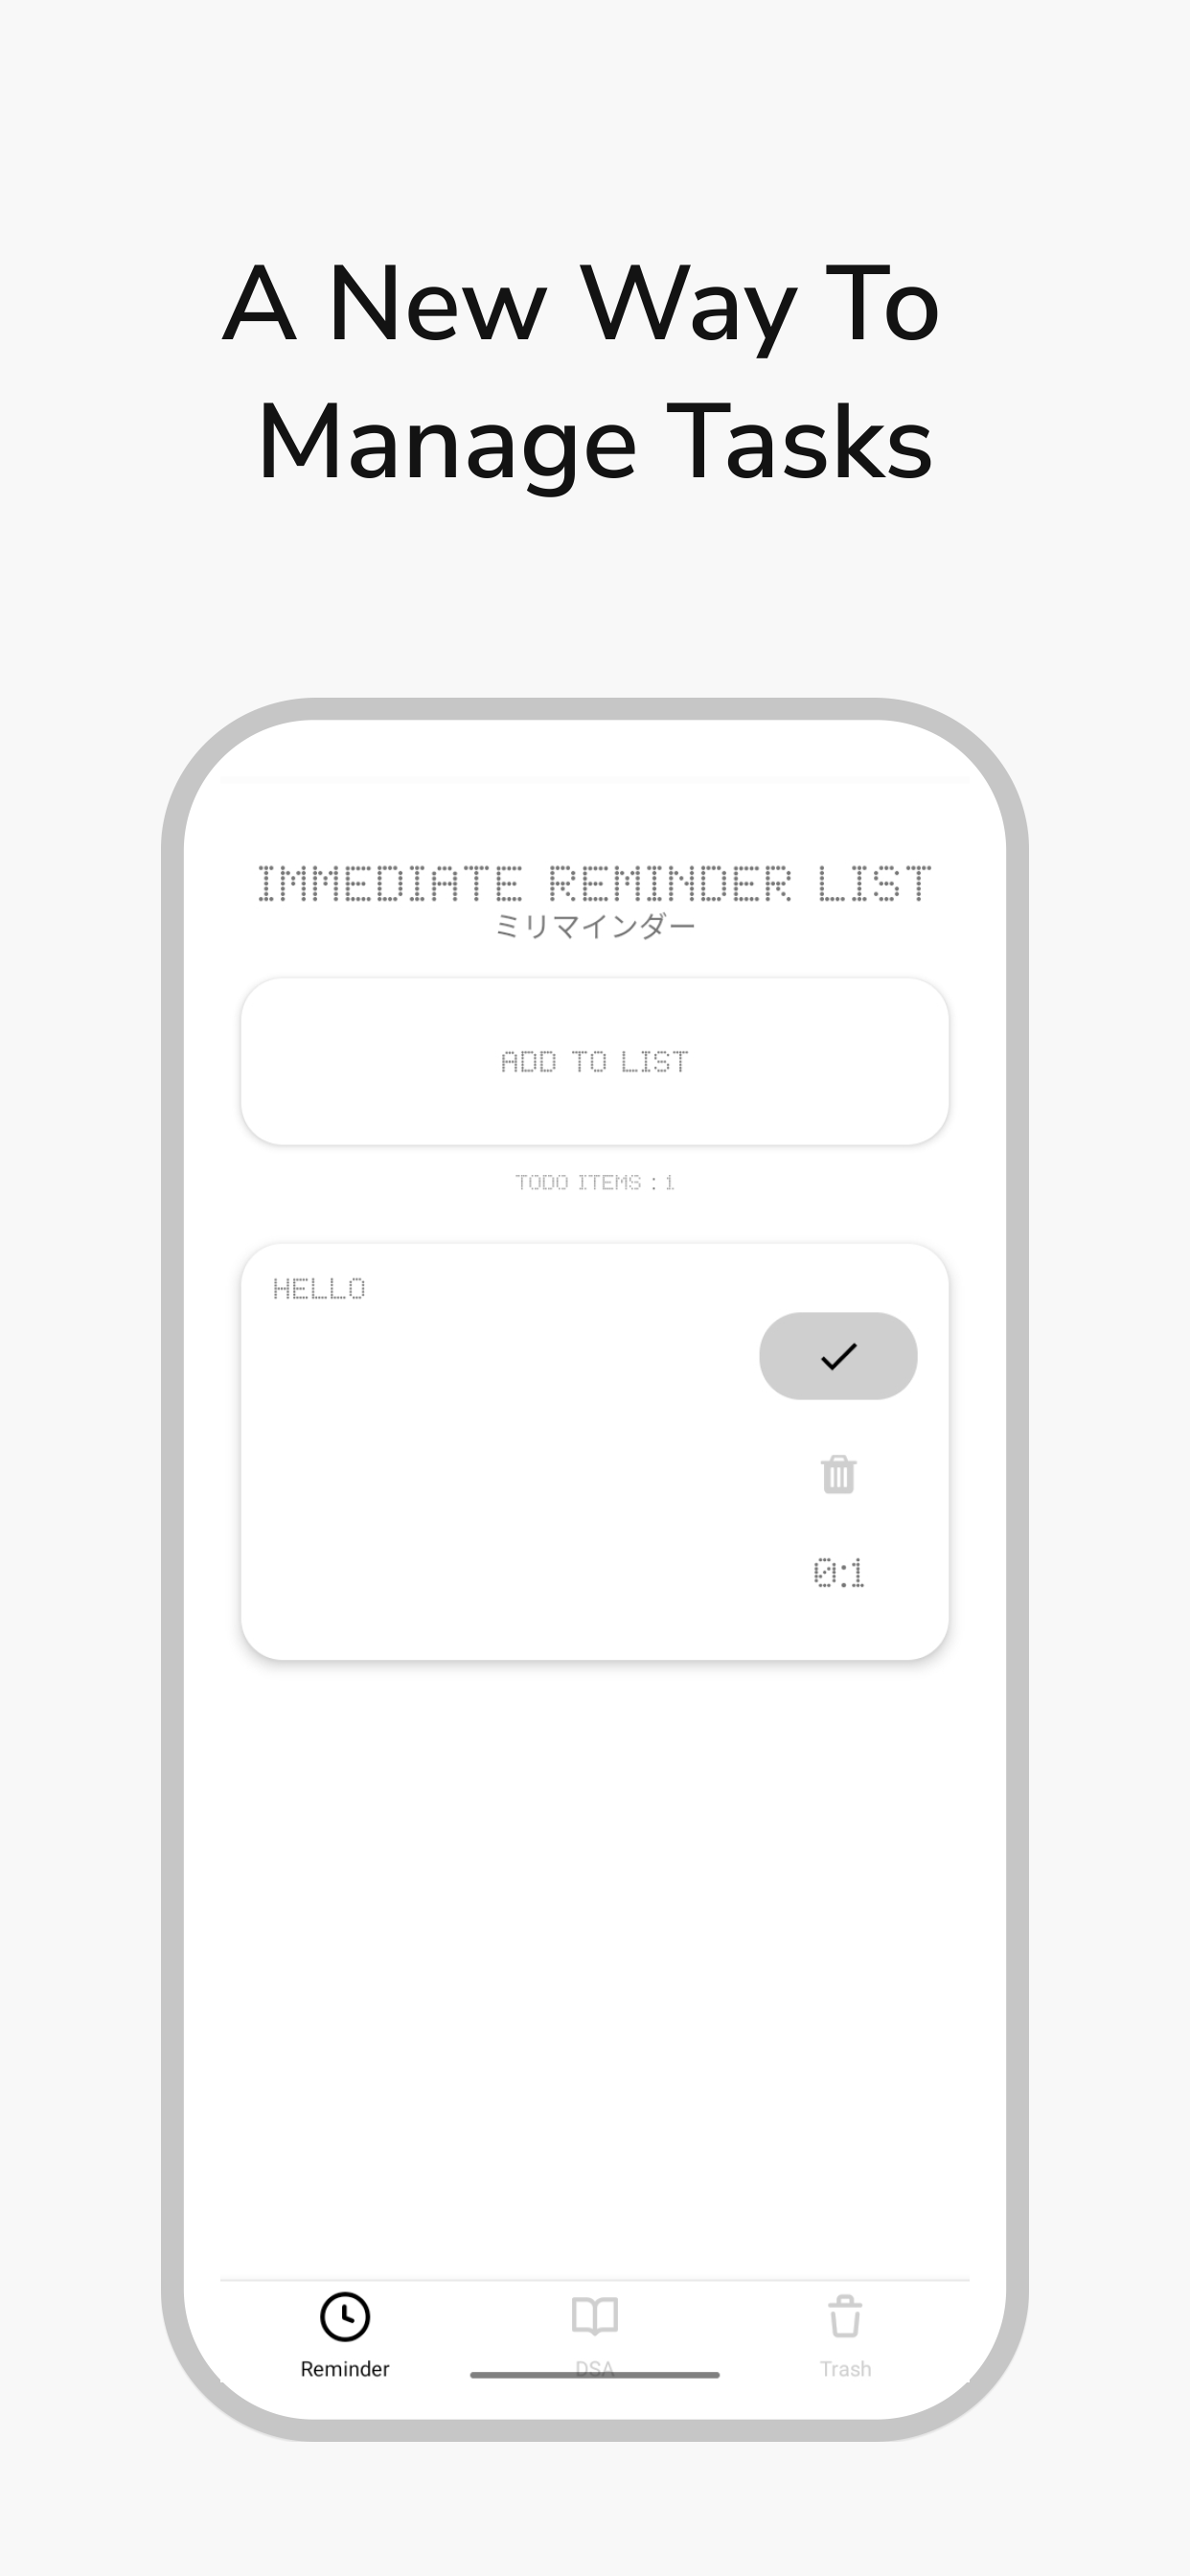 A New Way To
Manage Tasks
IMMEDIATE REMINDER LIST
ミリマインダー
ADD TO LIST
TODO ITEMS : 1
HELLO
0:1
Reminder
DSA
Trash